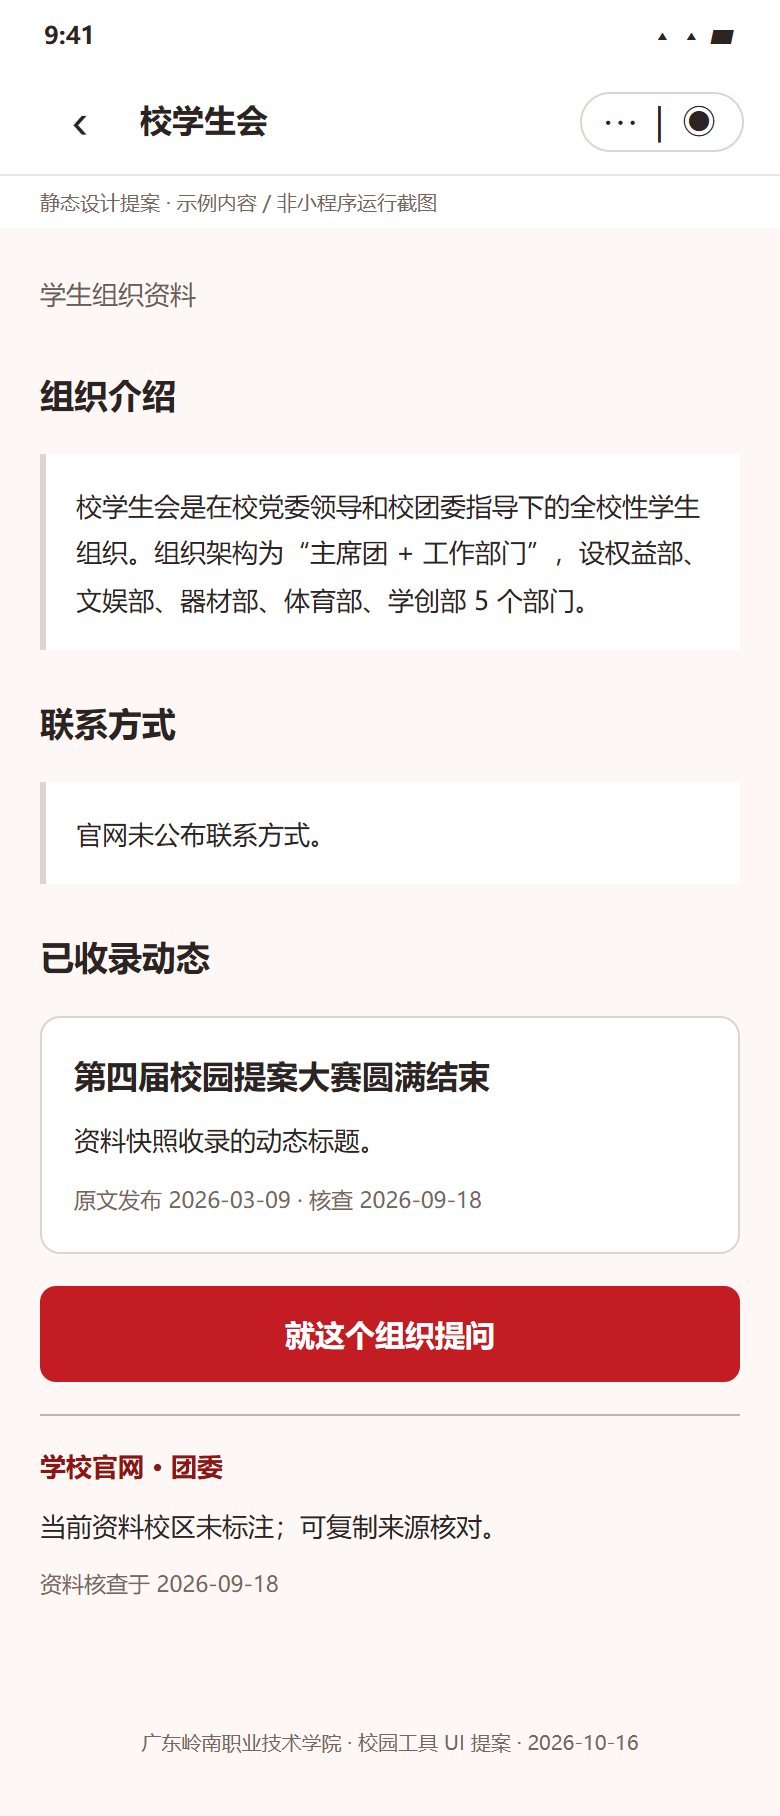 9:41
校学生会
静态设计提案 · 示例内容 / 非小程序运行截图
学生组织资料
组织介绍
校学生会是在校党委领导和校团委指导下的全校性学生
组织。组织架构为“主席团 + 工作部门”，设权益部、
文娱部、器材部、体育部、学创部 5 个部门。
联系方式
官网未公布联系方式。
已收录动态
第四届校园提案大赛圆满结束
资料快照收录的动态标题。
原文发布 2026-03-09 · 核查 2026-09-18
就这个组织提问
学校官网 • 团委
当前资料校区未标注；可复制来源核对。
资料核查于 2026-09-18
广东岭南职业技术学院 · 校园工具 UI 提案 · 2026-10-16